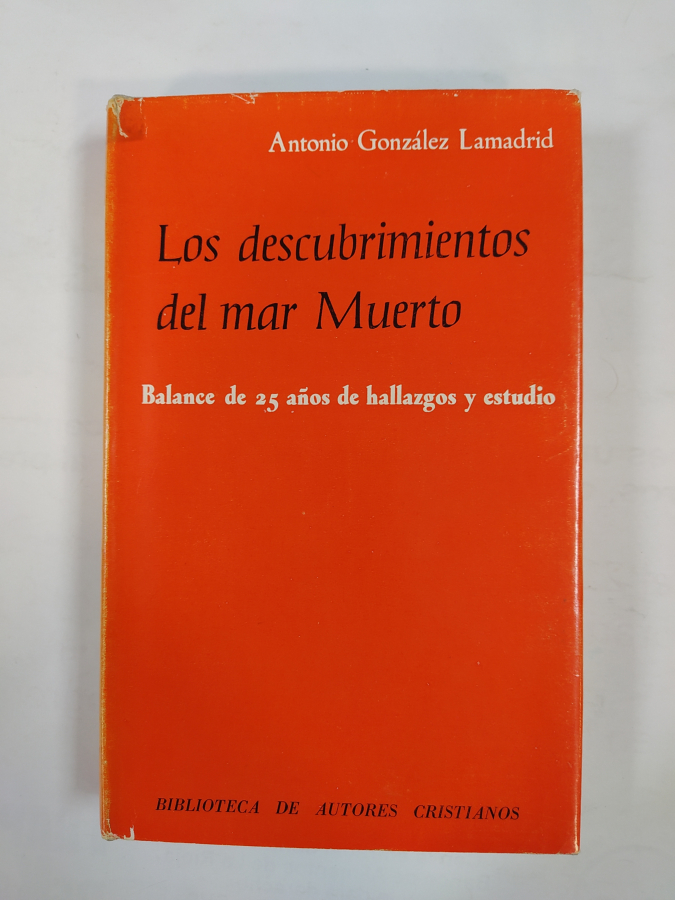 Antonio González Lamadrid
Los descubrimientos
del mar Muerto
Balance de 25 años de hallazgos y estudio
BIBLIOTECA DE AUTORES CRISTIANOS